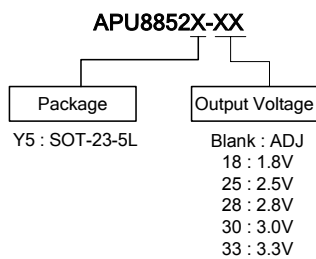 APU8852X-XX
Package
Output Voltage
Y5 : SOT-23-5L
Blank : ADJ
18 : 1.8V
25 : 2.5V
28 : 2.8V
30 : 3.0V
33 : 3.3V